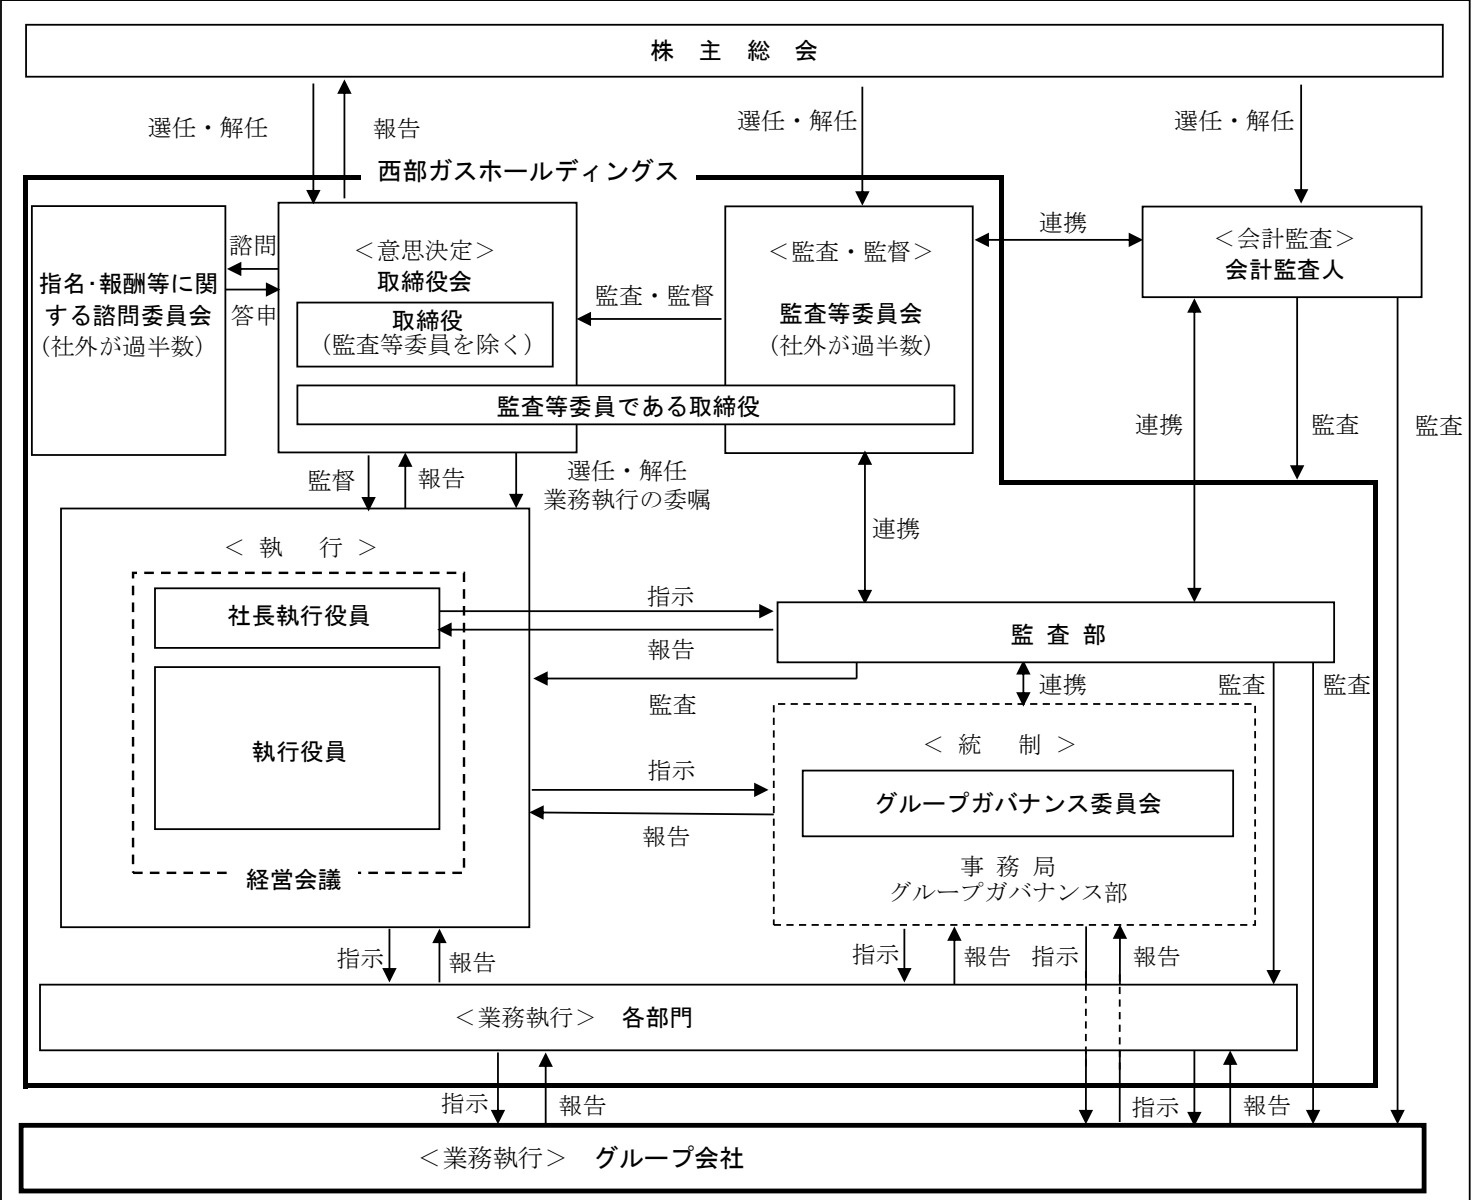 株 主 総 会
選任・解任
報告
選任・解任
選任・解任
西部ガスホールディングス
指名・報酬等に関
する諮問委員会
（社外が過半数）
諮問
答申
＜意思決定＞
取締役会
取締役
（監査等委員を除く）
監査・監督
＜監査・監督＞
監査等委員会
（社外が過半数）
監査等委員である取締役
連携
＜会計監査＞
会計監査人
監督
報告
選任・解任
業務執行の委嘱
連携
連携
監査
監査
＜ 執 行 ＞
社長執行役員
執行役員
経営会議
指示
報告
監査
監 査 部
連携
監査
監査
指示
報告
＜ 統 制 ＞
グループガバナンス委員会
事 務 局
グループガバナンス部
指示
報告
指示
報告
指示
報告
＜業務執行＞ 各部門
指示
報告
指示
報告
＜業務執行＞ グループ会社